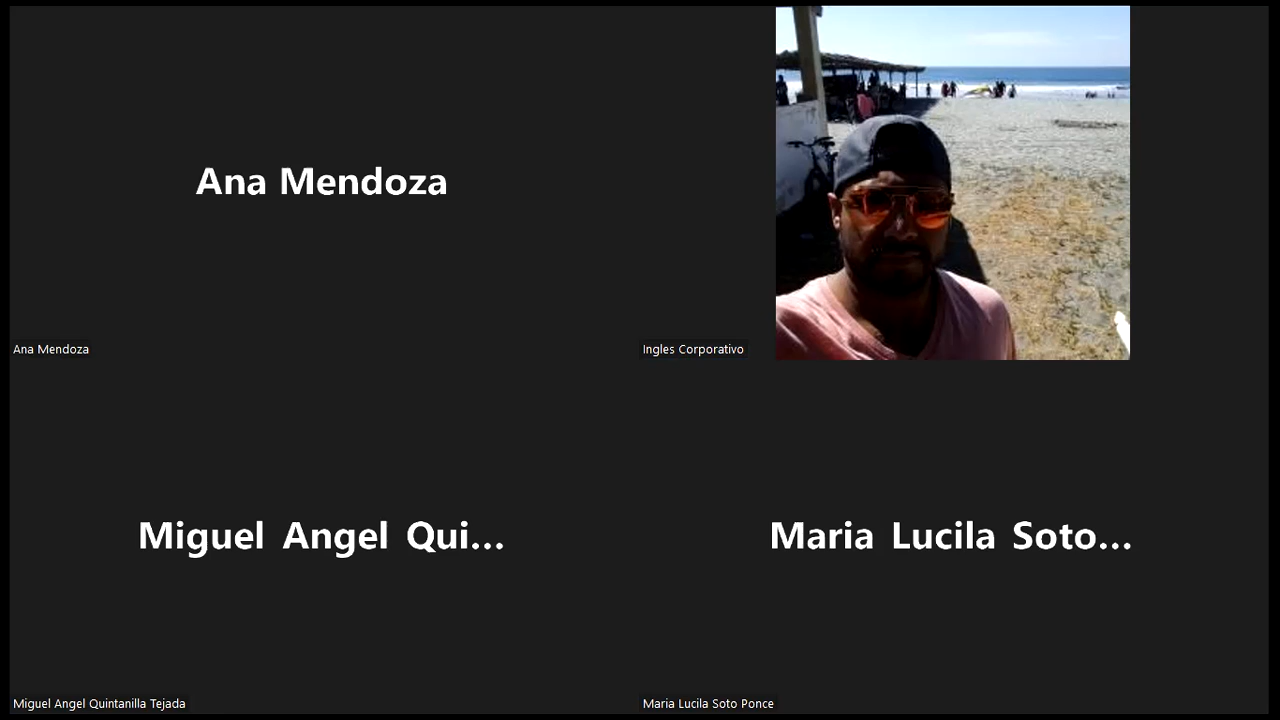 Ana Mendoza
Ana Mendoza
Ingles Corporativo
Miguel Angel Qui...
Maria Lucila Soto...
Miguel Angel Quintanilla Tejada
Maria Lucila Soto Ponce